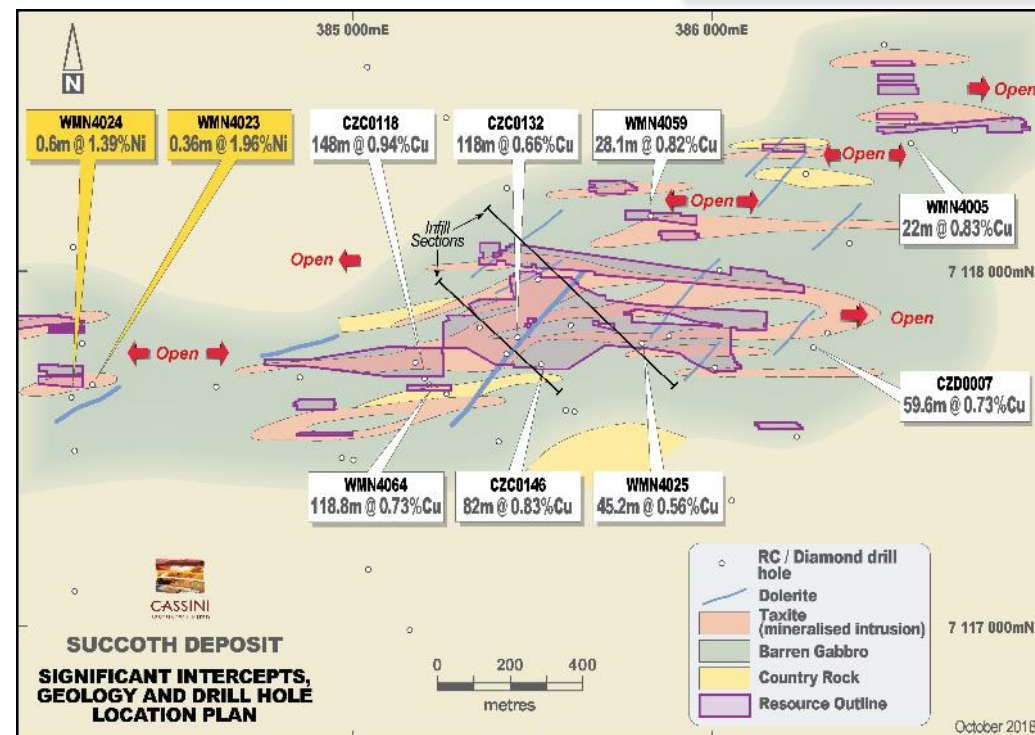 385 000mE
386 000mE
N
WMN4024
0.6m @ 1.39%Ni
WMN4023
0.36m @ 1.96%Ni
CZC0118
148m @ 0.94%Cu
CZC0132
118m @ 0.66%Cu
WMN4059
28.1m @ 0.82%Cu
Open
Open
Open
WMN4005
22m @ 0.83%Cu
Infill
Sections
Open
7 118 000mN
Open
Open
CZD0007
59.6m @ 0.73%Cu
WMN4064
118.8m @ 0.73%Cu
CZC0146
82m @ 0.83%Cu
WMN4025
45.2m @ 0.56%Cu
CASSINI
SUCCOTH DEPOSIT
SIGNIFICANT INTERCEPTS,
GEOLOGY AND DRILL HOLE
LOCATION PLAN
0 200 400
metres
RC / Diamond drill
hole
Dolerite
Taxite
(mineralised intrusion)
Barren Gabbro
Country Rock
Resource Outline
7 117 000mN
October 2018